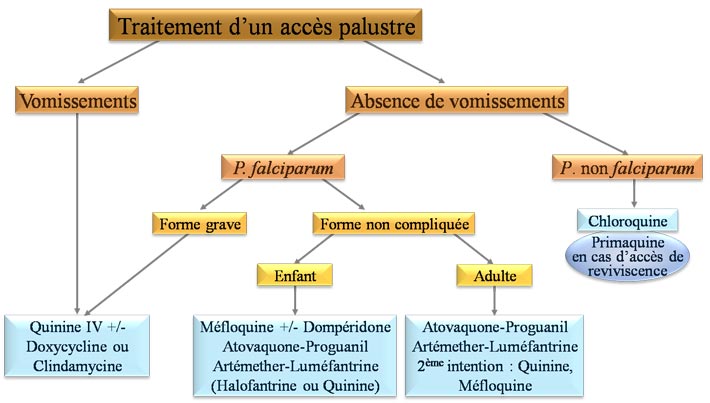 Traitement d'un accès palustre
Vomissements
Absence de vomissements
P. falciparum
P. non falciparum
Forme grave
Forme non compliquée
Chloroquine
Primaquine
en cas d'accès de
reviviscence
Enfant
Adulte
Quinine IV +/-
Doxycycline ou
Clindamycine
Méfloquine +/- Dompéridone
Atovaquone-Proguanil
Artémether-Luméfantrine
(Halofantrine ou Quinine)
Atovaquone-Proguanil
Artémether-Luméfantrine
2ème intention : Quinine,
Méfloquine